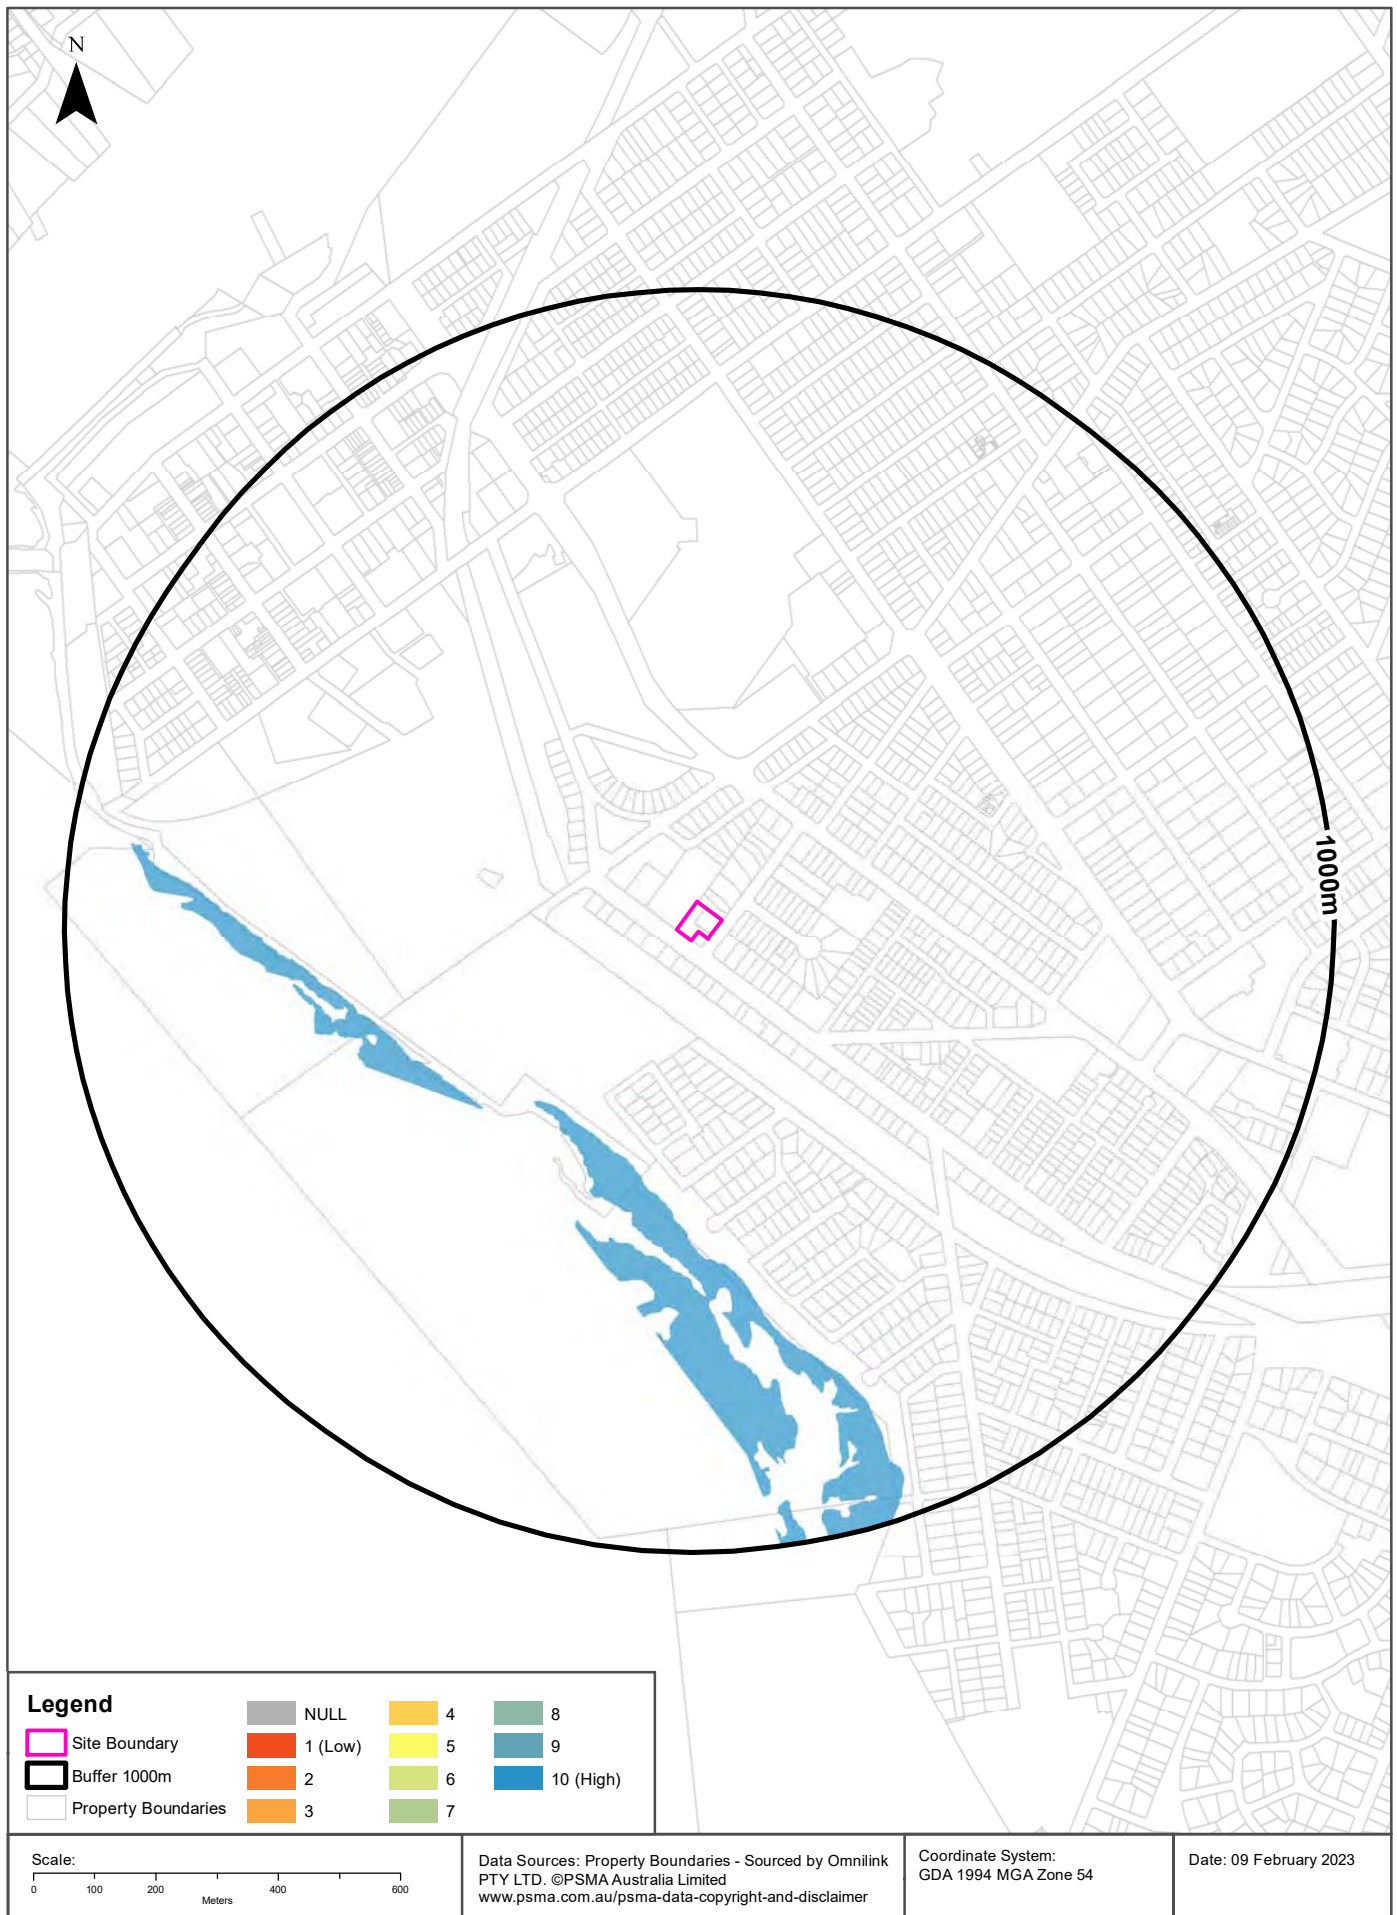 N
1000m
Legend
Site Boundary
Buffer 1000m
Property Boundaries
NULL
1 (Low)
2
3
4
5
6
7
8
9
10 (High)
Scale:
0 100 200 400 600
Meters
Data Sources: Property Boundaries - Sourced by Omnilink
PTY LTD. ©PSMA Australia Limited
www.psma.com.au/psma-data-copyright-and-disclaimer
Coordinate System:
GDA 1994 MGA Zone 54
Date: 09 February 2023